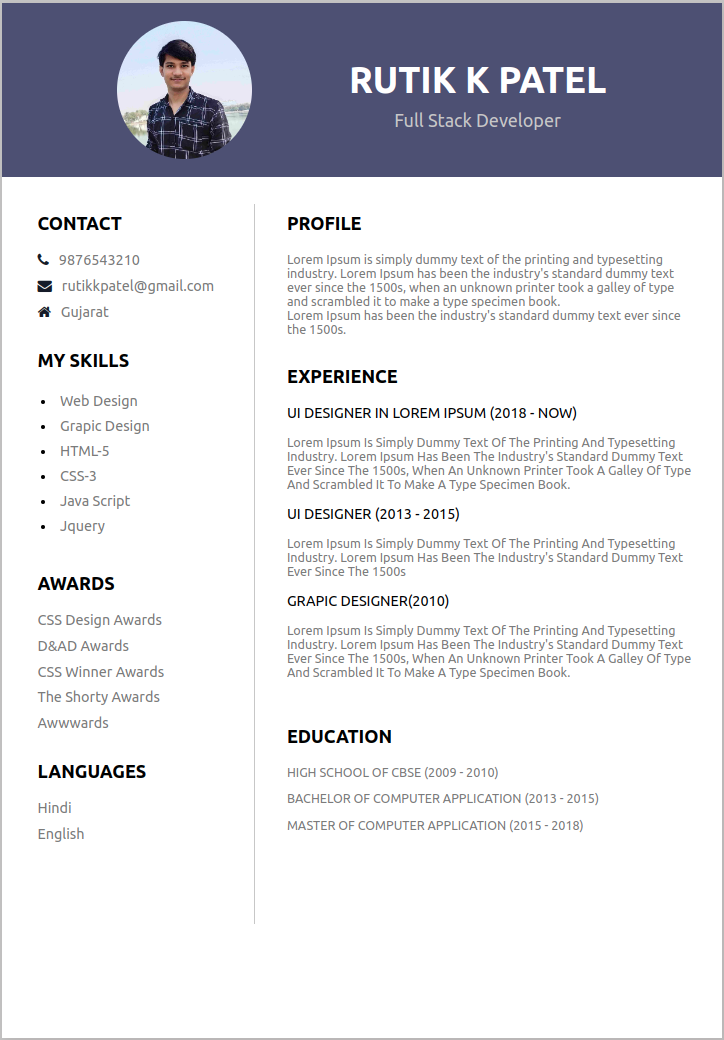 RUTIK K PATEL
Full Stack Developer
CONTACT
9876543210
rutikkpatel@gmail.com
Gujarat
MY SKILLS
Web Design
Grapic Design
HTML-5
CSS-3
Java Script
Jquery
AWARDS
CSS Design Awards
D&AD Awards
CSS Winner Awards
The Shorty Awards
Awwwards
LANGUAGES
Hindi
English
PROFILE
Lorem Ipsum is simply dummy text of the printing and typesetting
industry. Lorem Ipsum has been the industry's standard dummy text
ever since the 1500s, when an unknown printer took a galley of type
and scrambled it to make a type specimen book.
Lorem Ipsum has been the industry's standard dummy text ever since
the 1500s.
EXPERIENCE
UI DESIGNER IN LOREM IPSUM (2018 - NOW)
Lorem Ipsum Is Simply Dummy Text Of The Printing And Typesetting
Industry. Lorem Ipsum Has Been The Industry's Standard Dummy Text
Ever Since The 1500s, When An Unknown Printer Took A Galley Of Type
And Scrambled It To Make A Type Specimen Book.
UI DESIGNER (2013 - 2015)
Lorem Ipsum Is Simply Dummy Text Of The Printing And Typesetting
Industry. Lorem Ipsum Has Been The Industry's Standard Dummy Text
Ever Since The 1500s
GRAPIC DESIGNER(2010)
Lorem Ipsum Is Simply Dummy Text Of The Printing And Typesetting
Industry. Lorem Ipsum Has Been The Industry's Standard Dummy Text
Ever Since The 1500s, When An Unknown Printer Took A Galley Of Type
And Scrambled It To Make A Type Specimen Book.
EDUCATION
HIGH SCHOOL OF CBSE (2009 - 2010)
BACHELOR OF COMPUTER APPLICATION (2013 - 2015)
MASTER OF COMPUTER APPLICATION (2015 - 2018)